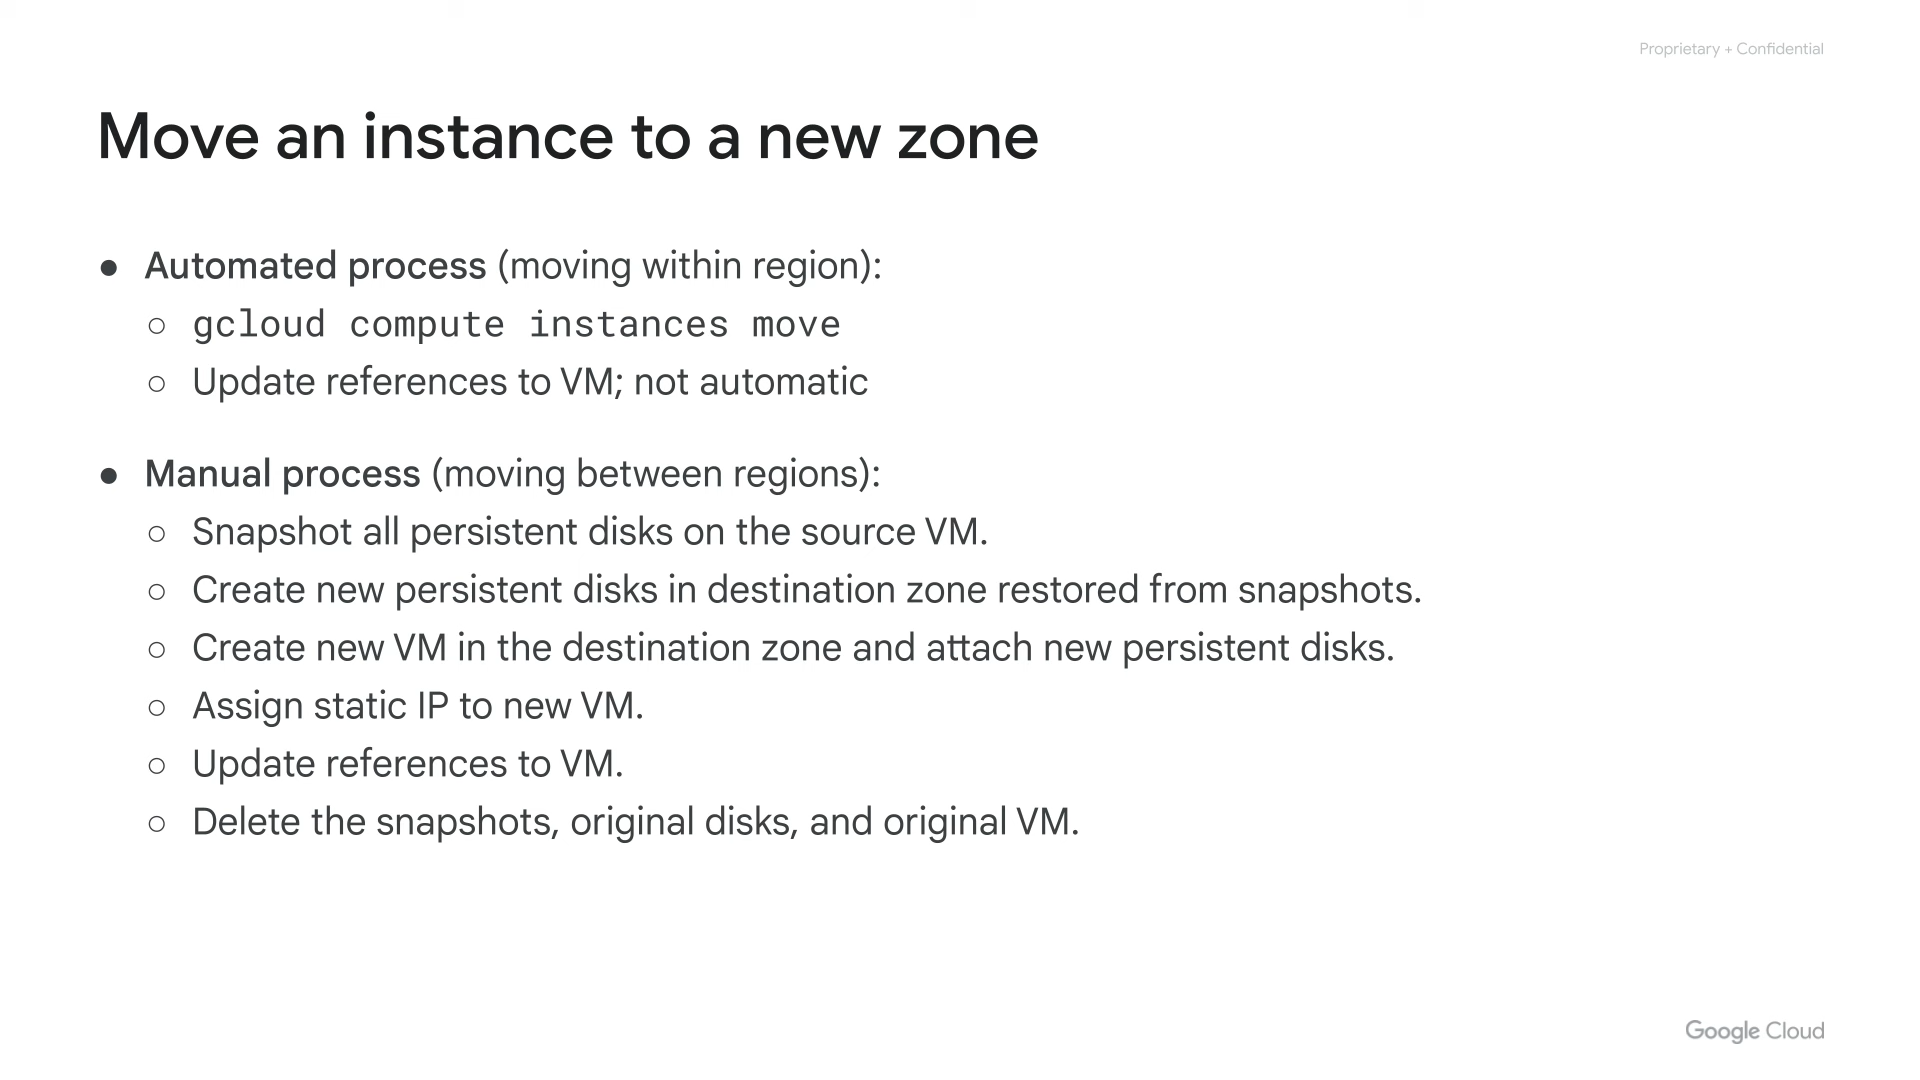 Proprietary + Confidential
Move an instance to a new zone
● Automated process (moving within region):
○ gcloud compute instances move
○ Update references to VM; not automatic
● Manual process (moving between regions):
○ Snapshot all persistent disks on the source VM.
○ Create new persistent disks in destination zone restored from snapshots.
○ Create new VM in the destination zone and attach new persistent disks.
○ Assign static IP to new VM.
○ Update references to VM.
○ Delete the snapshots, original disks, and original VM.
Google Cloud